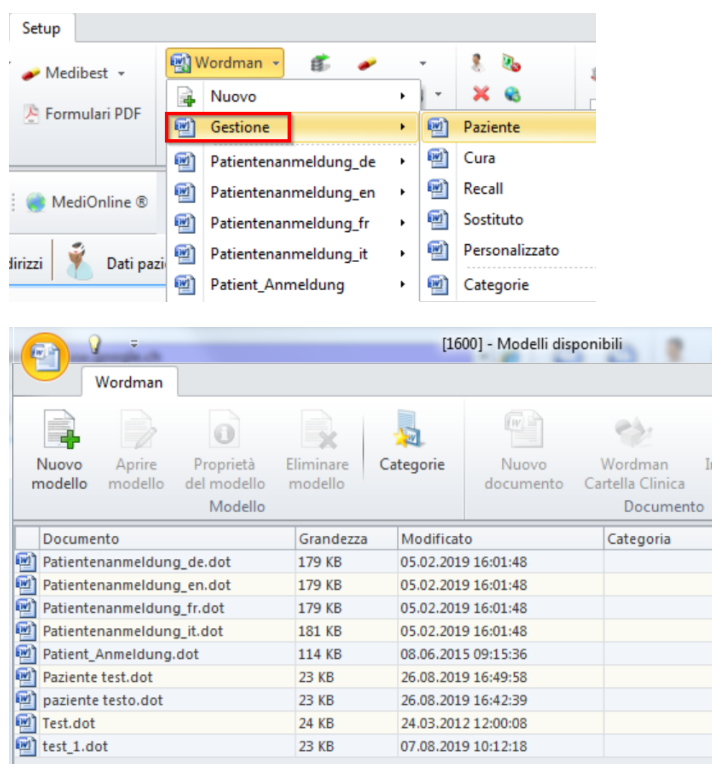 Setup
Medibest
Wordman
Formulari PDF
Nuovo
Gestione
Paziente
Patientenanmeldung_de
Cura
Patientenanmeldung_en
Recall
MediOnline ®
Patientenanmeldung_fr
Sostituto
Patientenanmeldung_it
Personalizzato
dirizzi
Dati pazi
Patient_Anmeldung
Categorie
[1600] - Modelli disponibili
Wordman
Nuovo modello
Aprire modello
Proprietà del modello
Eliminare modello
Categorie
Nuovo documento
Wordman Cartella Clinica
Modello
Documento
Documento Grandezza Modificato Categoria
Patientenanmeldung_de.dot 179 KB 05.02.2019 16:01:48
Patientenanmeldung_en.dot 179 KB 05.02.2019 16:01:48
Patientenanmeldung_fr.dot 179 KB 05.02.2019 16:01:48
Patientenanmeldung_it.dot 181 KB 05.02.2019 16:01:48
Patient_Anmeldung.dot 114 KB 08.06.2015 09:15:36
Paziente test.dot 23 KB 26.08.2019 16:49:58
paziente testo.dot 23 KB 26.08.2019 16:42:39
Test.dot 24 KB 24.03.2012 12:00:08
test_1.dot 23 KB 07.08.2019 10:12:18